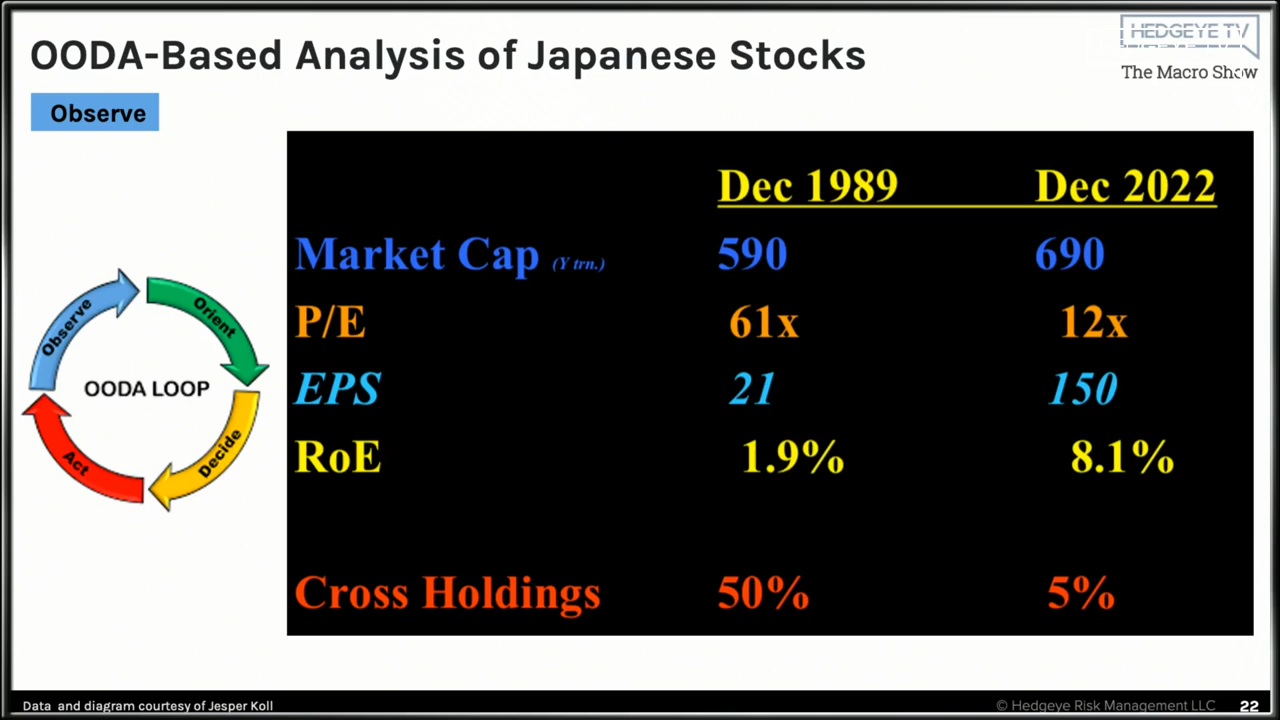 OODA-Based Analysis of Japanese Stocks
HEDGEYE TV
The Macro Show
Observe
Dec 1989 Dec 2022
Market Cap (Y trn.) 590 690
P/E 61x 12x
EPS 21 150
RoE 1.9% 8.1%
Cross Holdings 50% 5%
Observe
Orient
OODA LOOP
Act
Decide
Data and diagram courtesy of Jesper Koll
© Hedgeye Risk Management LLC 22